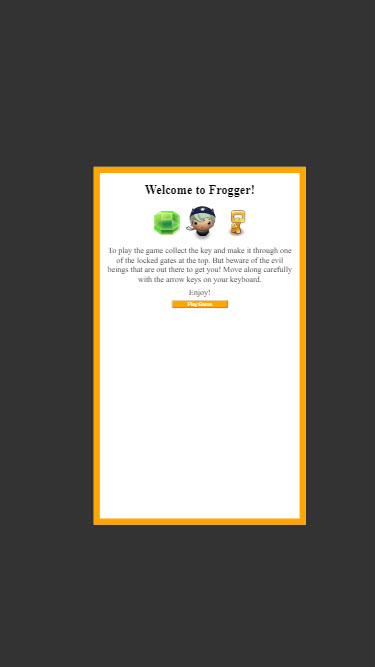 Welcome to Frogger!
To play the game collect the key and make it through one
of the locked gates at the top. But beware of the evil
beings that are out there to get you! Move along carefully
with the arrow keys on your keyboard.
Enjoy!
Play Game